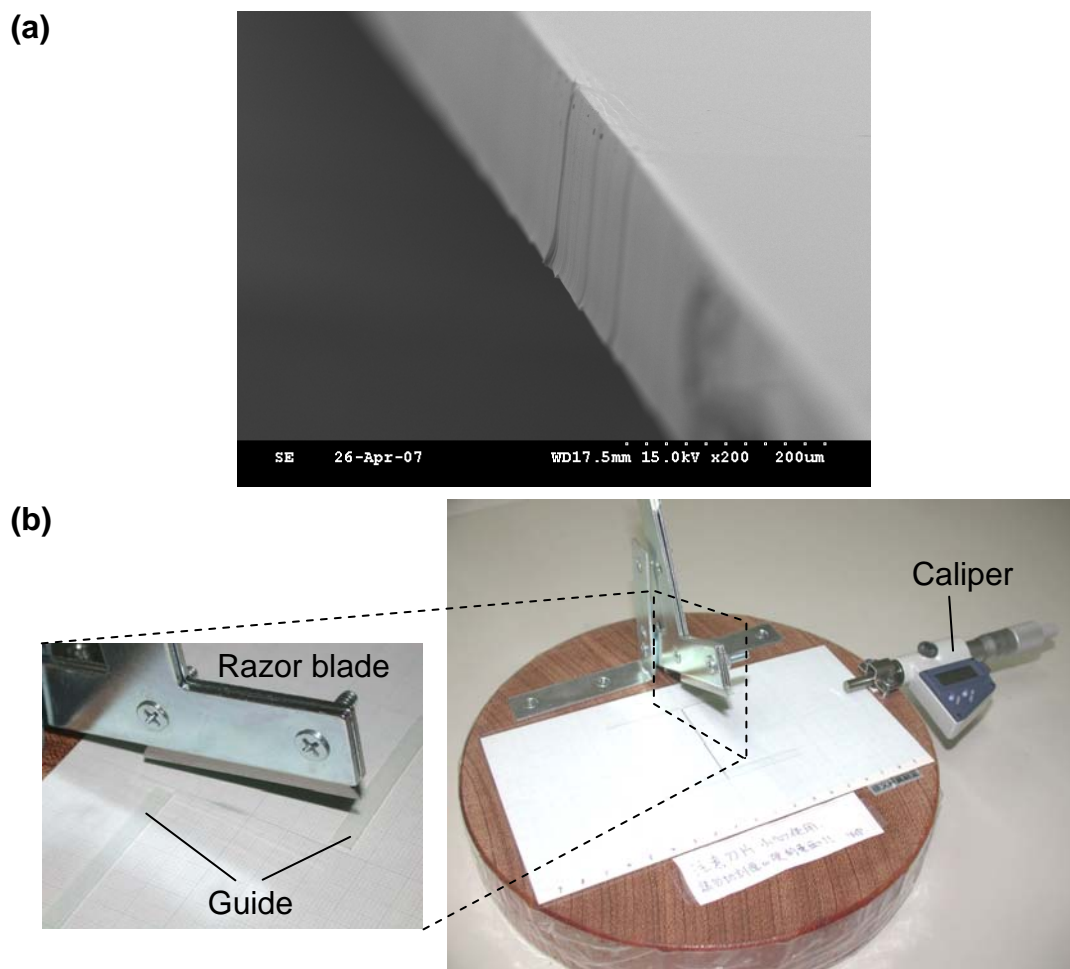 (a)
SE 26-Apr-07 WD17.5mm 15.0kV x200 200um
(b)
Caliper
Razor blade
Guide